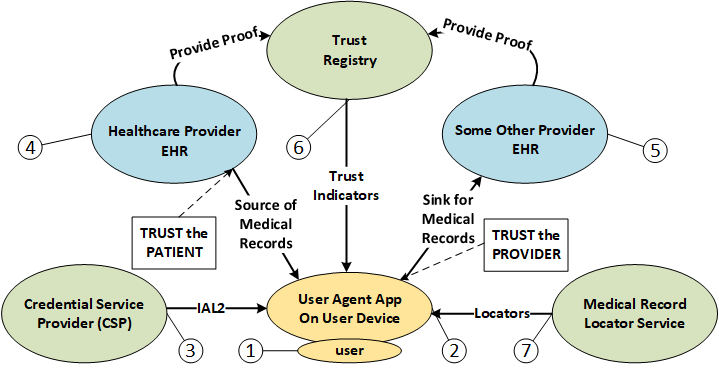 Provide Proof
Trust
Registry
Provide Proof
Healthcare Provider
EHR
Some Other Provider
EHR
4
6
5
Trust
Indicators
Source of
Medical
Records
Sink for
Medical
Records
TRUST the
PATIENT
TRUST the
PROVIDER
Credential Service
Provider (CSP)
IAL2
User Agent App
On User Device
Locators
Medical Record
Locator Service
user
3
1
2
7